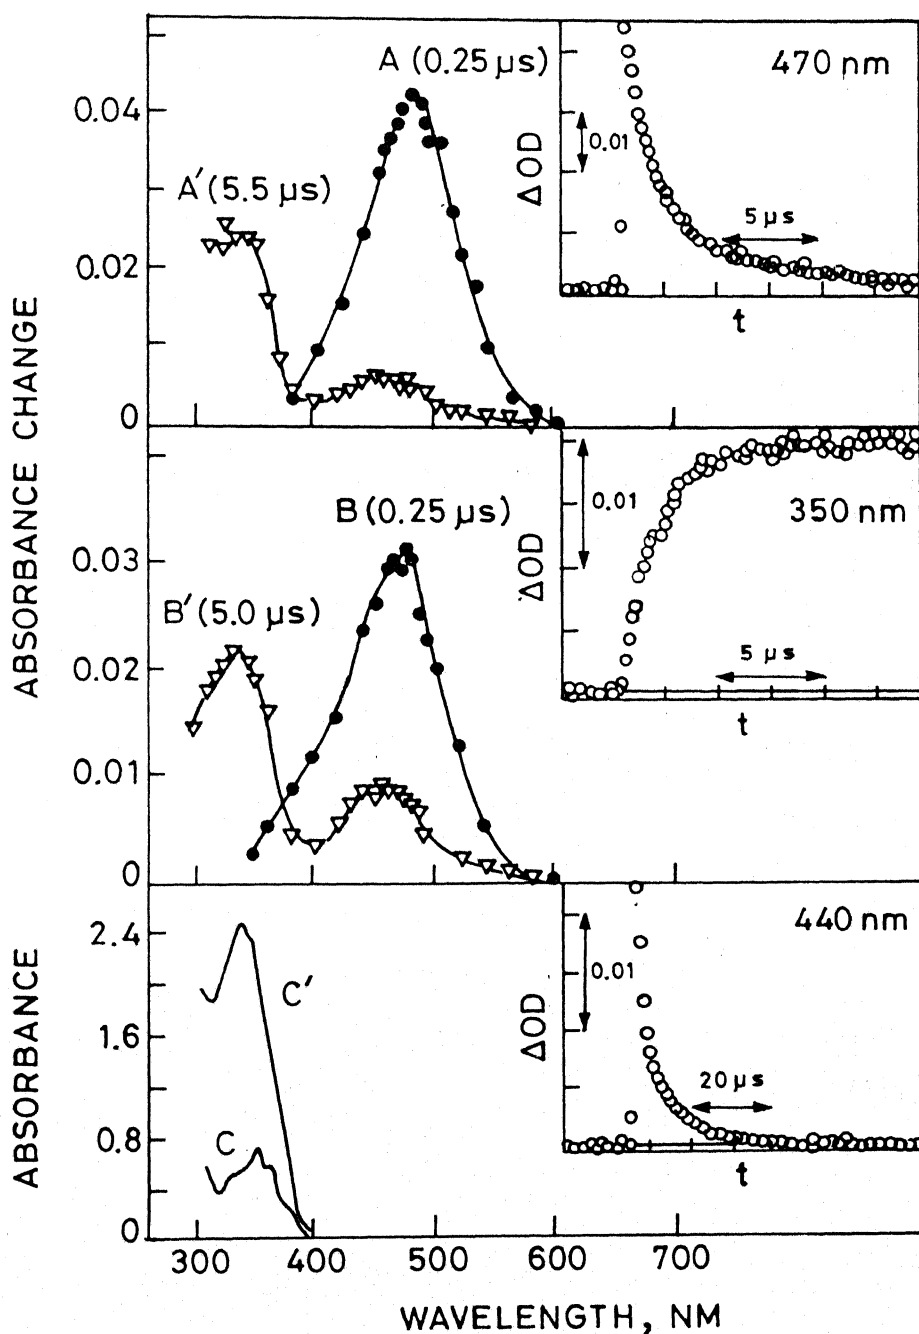 A (0.25 μs)
470 nm
0.04
0.01
ΔOD
A′ (5.5 μs)
5 μs
0.02
t
0
ABSORBANCE CHANGE
B (0.25 μs)
0.01
350 nm
ΔOD
0.03
B′ (5.0 μs)
5 μs
0.02
t
0.01
0
440 nm
2.4
0.01
C′
ΔOD
1.6
20 μs
ABSORBANCE
C
0.8
t
0
300 400 500 600 700
WAVELENGTH, NM